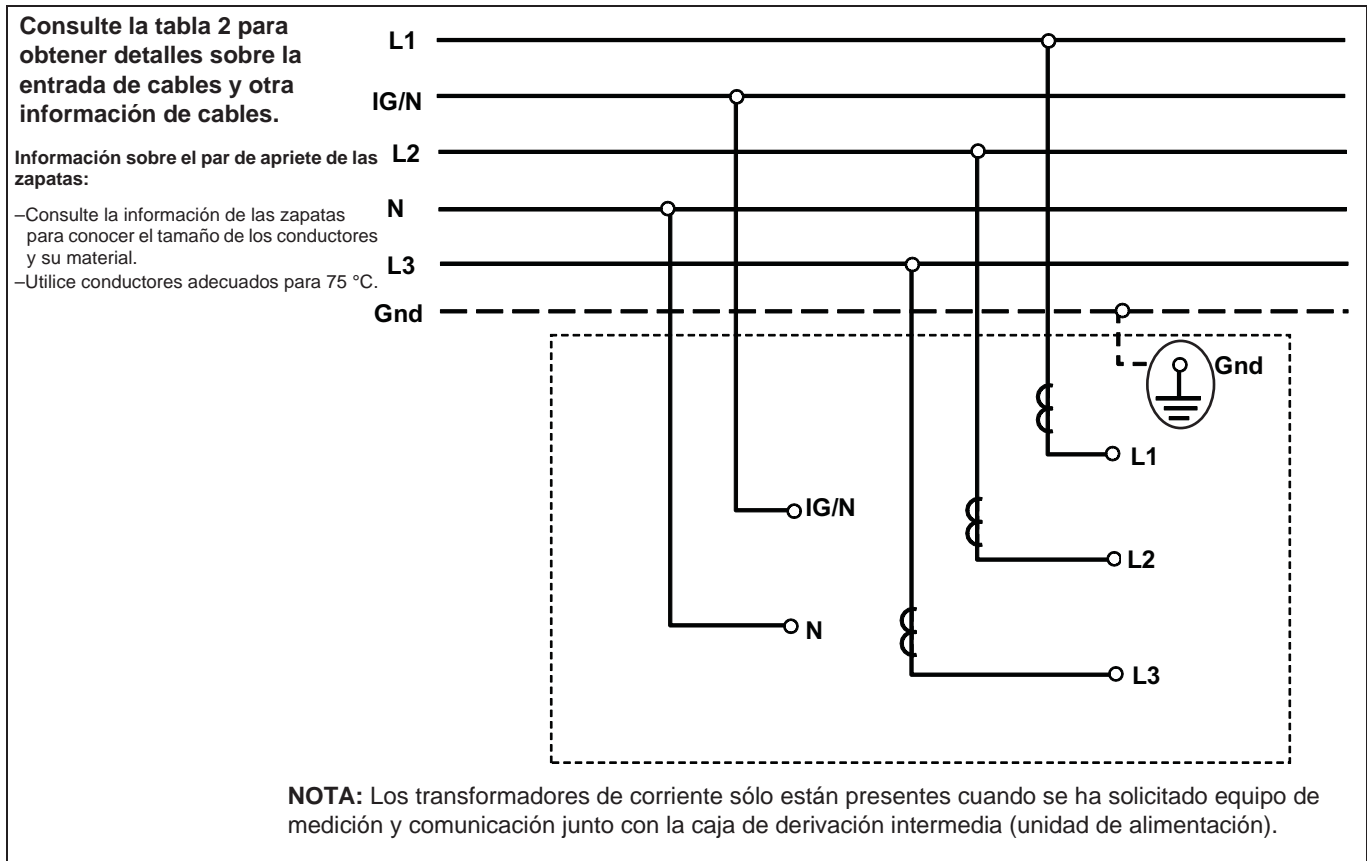 Consulte la tabla 2 para
obtener detalles sobre la
entrada de cables y otra
información de cables.
Información sobre el par de apriete de las
zapatas:
–Consulte la información de las zapatas
para conocer el tamaño de los conductores
y su material.
–Utilice conductores adecuados para 75 °C.
L1
IG/N
L2
N
L3
Gnd
Gnd
L1
IG/N
L2
N
L3
NOTA: Los transformadores de corriente sólo están presentes cuando se ha solicitado equipo de
medición y comunicación junto con la caja de derivación intermedia (unidad de alimentación).